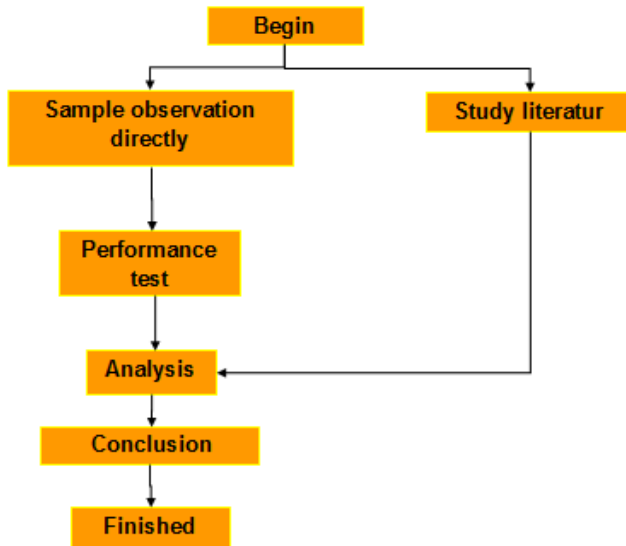 Begin
Sample observation
directly
Study literatur
Performance
test
Analysis
Conclusion
Finished